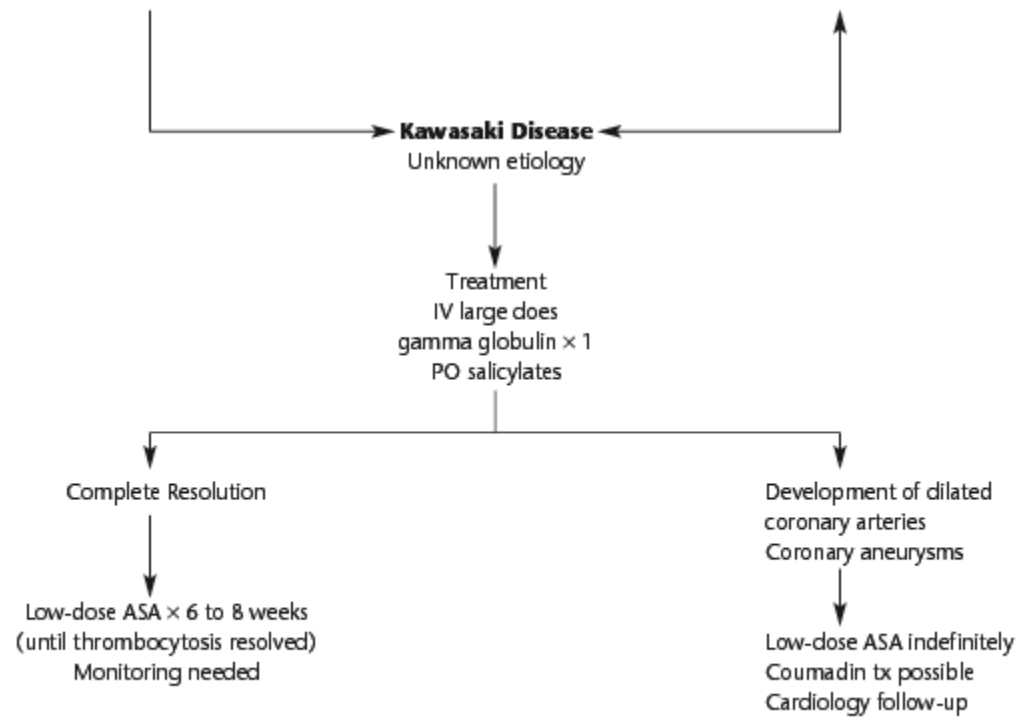 Kawasaki Disease
Unknown etiology
Treatment
IV large does
gamma globulin × 1
PO salicylates
Complete Resolution
Low-dose ASA × 6 to 8 weeks
(until thrombocytosis resolved)
Monitoring needed
Development of dilated
coronary arteries
Coronary aneurysms
Low-dose ASA indefinitely
Coumadin tx possible
Cardiology follow-up